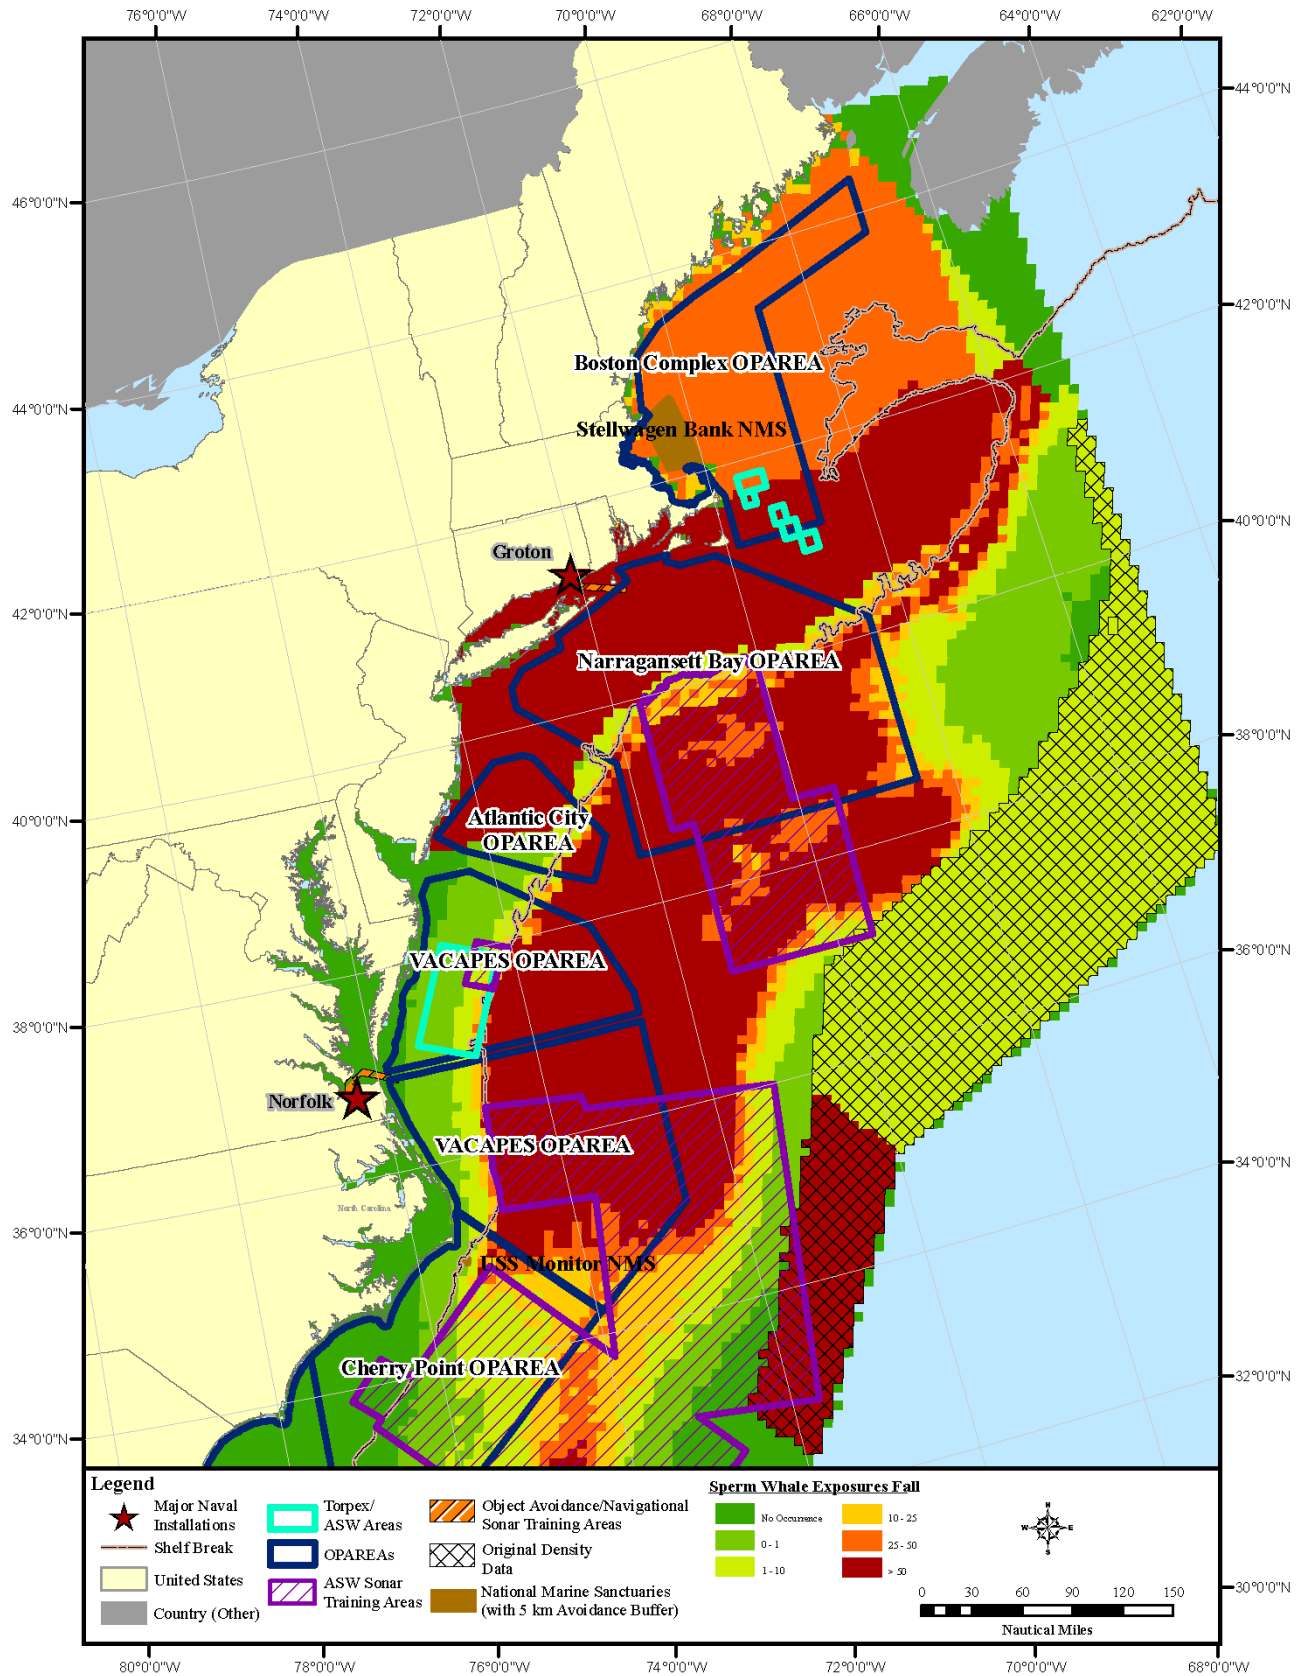 76°0'0"W
74°0'0"W
72°0'0"W
70°0'0"W
68°0'0"W
66°0'0"W
64°0'0"W
62°0'0"W
44°0'0"N
46°0'0"N
42°0'0"N
Boston Complex OPAREA
44°0'0"N
Stellwagen Bank NMS
40°0'0"N
Groton
42°0'0"N
Narragansett Bay OPAREA
38°0'0"N
Atlantic City
OPAREA
40°0'0"N
36°0'0"N
VACAPES OPAREA
38°0'0"N
Norfolk
VACAPES OPAREA
34°0'0"N
North Carolina
36°0'0"N
USS Monitor NMS
Cherry Point OPAREA
32°0'0"N
34°0'0"N
Legend
Major Naval
Installations
Shelf Break
United States
Country (Other)
Torpex/
ASW Areas
OPAREAs
ASW Sonar
Training Areas
Object Avoidance/Navigational
Sonar Training Areas
Original Density
Data
National Marine Sanctuaries
(with 5 km Avoidance Buffer)
Sperm Whale Exposures Fall
No Occurrence
0 - 1
1 - 10
10 - 25
25 - 50
> 50
N
W
E
S
0 30 60 90 120 150
Nautical Miles
30°0'0"N
80°0'0"W
78°0'0"W
76°0'0"W
74°0'0"W
72°0'0"W
70°0'0"W
68°0'0"W